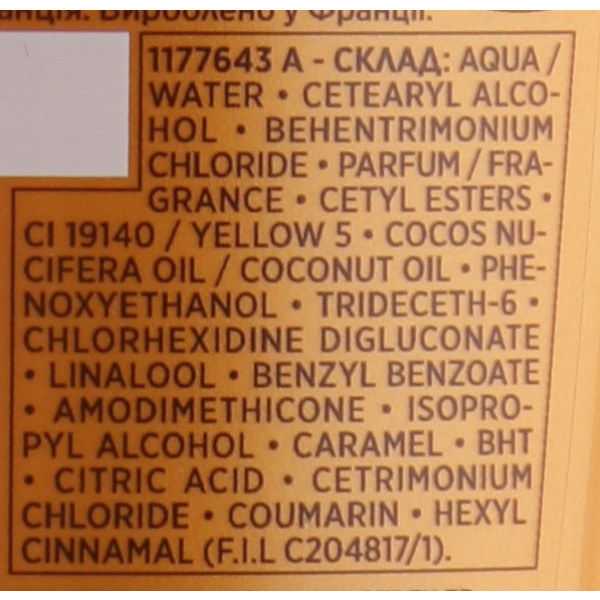 Вироблено у Франції.
1177643 A - СКЛАД: AQUA /
WATER • CETEARYL ALCO-
HOL • BEHENTRIMONIUM
CHLORIDE • PARFUM / FRA-
GRANCE • CETYL ESTERS •
CI 19140 / YELLOW 5 • COCOS NU-
CIFERA OIL / COCONUT OIL • PHE-
NOXYETHANOL • TRIDECETH-6 •
CHLORHEXIDINE DIGLUCONATE
• LINALOOL • BENZYL BENZOATE
• AMODIMETHICONE • ISOPRO-
PYL ALCOHOL • CARAMEL • BHT
• CITRIC ACID • CETRIMONIUM
CHLORIDE • COUMARIN • HEXYL
CINNAMAL (F.I.L C204817/1).